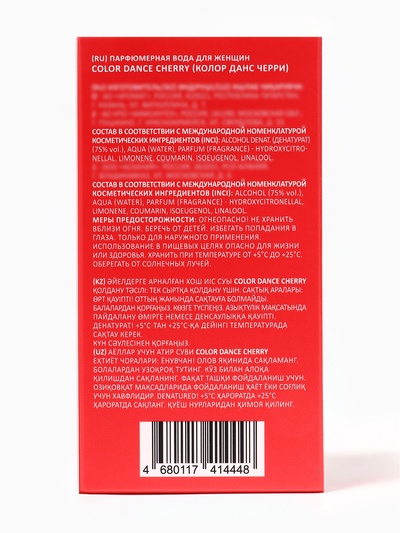 (RU) ПАРФЮМЕРНАЯ ВОДА ДЛЯ ЖЕНЩИН
COLOR DANCE CHERRY (КОЛОР ДАНС ЧЕРРИ)
СОСТАВ В СООТВЕТСТВИИ С МЕЖДУНАРОДНОЙ НОМЕНКЛАТУРОЙ
КОСМЕТИЧЕСКИХ ИНГРЕДИЕНТОВ (INCI): ALCOHOL DENAT. (ДЕНАТУРАТ)
(75% vol.), AQUA (WATER), PARFUM (FRAGRANCE) - HYDROXYCITRO-
NELLAL, LIMONENE, COUMARIN, ISOEUGENOL, LINALOOL.
СОСТАВ В СООТВЕТСТВИИ С МЕЖДУНАРОДНОЙ НОМЕНКЛАТУРОЙ
КОСМЕТИЧЕСКИХ ИНГРЕДИЕНТОВ (INCI): ALCOHOL (75% vol.),
AQUA (WATER), PARFUM (FRAGRANCE) - HYDROXYCITRONELLAL,
LIMONENE, COUMARIN, ISOEUGENOL, LINALOOL.
МЕРЫ ПРЕДОСТОРОЖНОСТИ: ОГНЕОПАСНО! НЕ ХРАНИТЬ
ВБЛИЗИ ОГНЯ. БЕРЕЧЬ ОТ ДЕТЕЙ. ИЗБЕГАТЬ ПОПАДАНИЯ В
ГЛАЗА. ТОЛЬКО ДЛЯ НАРУЖНОГО ПРИМЕНЕНИЯ.
ИСПОЛЬЗОВАНИЕ В ПИЩЕВЫХ ЦЕЛЯХ ОПАСНО ДЛЯ ЖИЗНИ
ИЛИ ЗДОРОВЬЯ. ХРАНИТЬ ПРИ ТЕМПЕРАТУРЕ ОТ +5°C ДО +25°C.
ОБЕРЕГАТЬ ОТ СОЛНЕЧНЫХ ЛУЧЕЙ.
(KZ) ӘЙЕЛДЕРГЕ АРНАЛҒАН ХОШ ИІС СУЫ COLOR DANCE CHERRY
ҚОЛДАНУ ТӘСІЛІ: ТЕК СЫРТҚА ҚОЛДАНУ ҮШІН. САҚТЫҚ АРАЛАРЫ:
ӨРТ ҚАУІПТІ! ОТТЫҢ ЖАНЫНДА САҚТАУҒА БОЛМАЙДЫ.
БАЛАЛАРДАН ҚОРҒАҢЫЗ. КӨЗГЕ ТҮСУДЕН САҚТАНЫҢЫЗ. АЗЫҚТҮЛІК МАҚСАТЫНДА
ПАЙДАЛАНУ ӨМІРГЕ НЕМЕСЕ ДЕНСАУЛЫҚҚА ҚАУІПТІ.
ДЕНАТУРАТ! +5°C-ТАН +25°C-ҚА ДЕЙІНГІ ТЕМПЕРАТУРАДА
САҚТАУ КЕРЕК.
КҮН СӘУЛЕСІНЕН ҚОРҒАҢЫЗ.
(UZ) АЁЛЛАР УЧУН АТИР СУВИ COLOR DANCE CHERRY
ЕҲТИЁТ ЧОРАЛАРИ: ЁНУВЧАН! ОЛОВ ЯҚИНИДА САҚЛАМАНГ.
БОЛАЛАРДАН УЗОҚРОҚ ТУТИНГ. КЎЗ БИЛАН АЛОҚА
ҚИЛИШДАН САҚЛАНИНГ. ФАҚАТ ТАШҚИ ФОЙДАЛАНИШ УЧУН.
ОЗИҚОВҚАТ МАҚСАДЛАРИДА ФОЙДАЛАНИШ ҲАЁТ ЁКИ СОҒЛИҚ
УЧУН ХАВФЛИДИР. DENATURED! +5°C ҲАРОРАТДА +25°C
ҲАРОРАТДА САҚЛАНГ. ҚУЁШ НУРЛАРИДАН ҲИМОЯ ҚИЛИНГ.
4 680117 414448